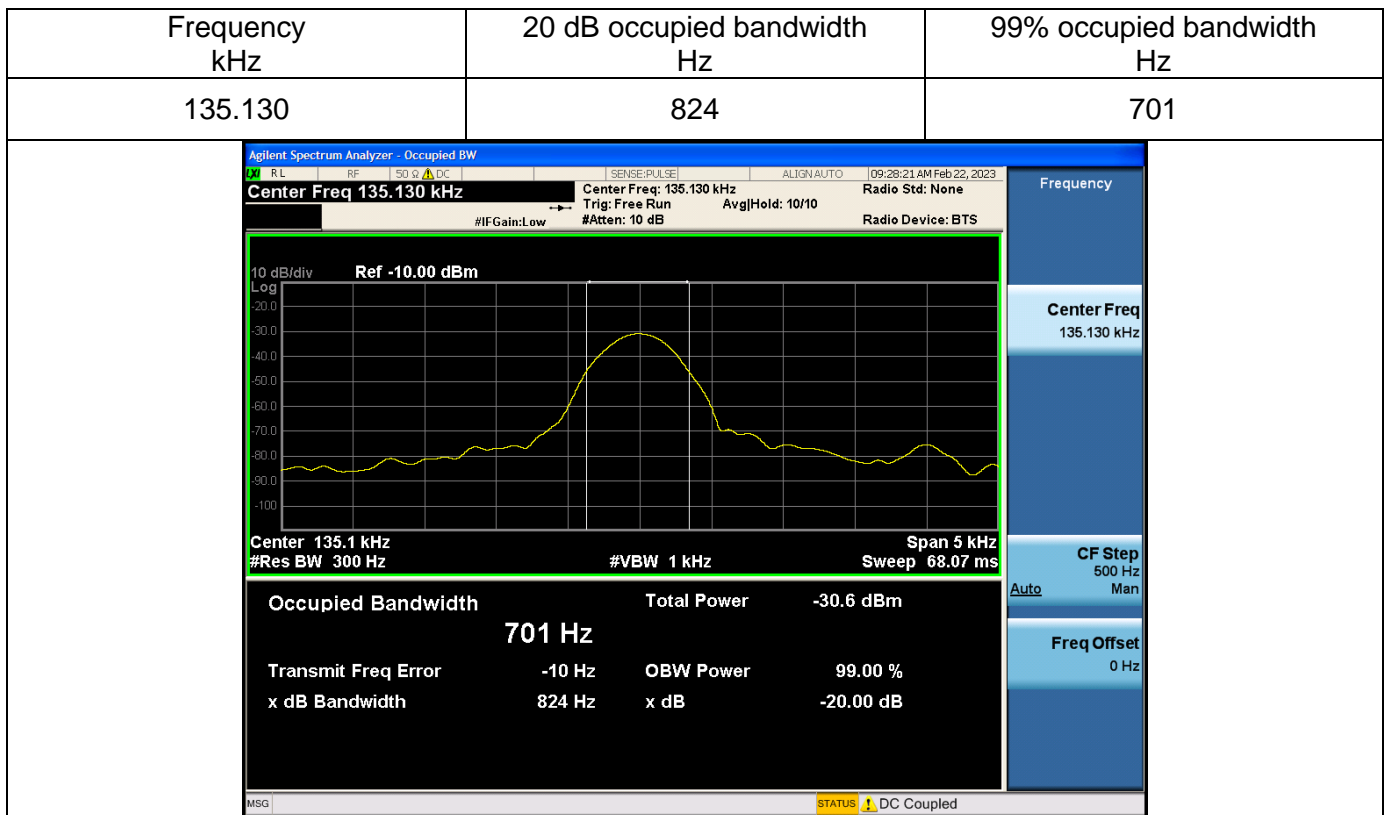 Frequency
kHz
20 dB occupied bandwidth
Hz
99% occupied bandwidth
Hz
135.130
824
701
Agilent Spectrum Analyzer - Occupied BW
LXI RL RF 50 Ω DC SENSE:PULSE ALIGN AUTO 09:28:21 AM Feb 22, 2023
Center Freq 135.130 kHz
Center Freq: 135.130 kHz Radio Std: None
Trig: Free Run Avg|Hold: 10/10
#IFGain:Low #Atten: 10 dB Radio Device: BTS
10 dB/div Ref -10.00 dBm
Log
-20.0
-30.0
-40.0
-50.0
-60.0
-70.0
-80.0
-90.0
-100
Center 135.1 kHz Span 5 kHz
#Res BW 300 Hz #VBW 1 kHz Sweep 68.07 ms
Occupied Bandwidth Total Power -30.6 dBm
701 Hz
Transmit Freq Error -10 Hz OBW Power 99.00 %
x dB Bandwidth 824 Hz x dB -20.00 dB
MSG STATUS DC Coupled
Frequency
Center Freq
135.130 kHz
CF Step
500 Hz
Auto Man
Freq Offset
0 Hz